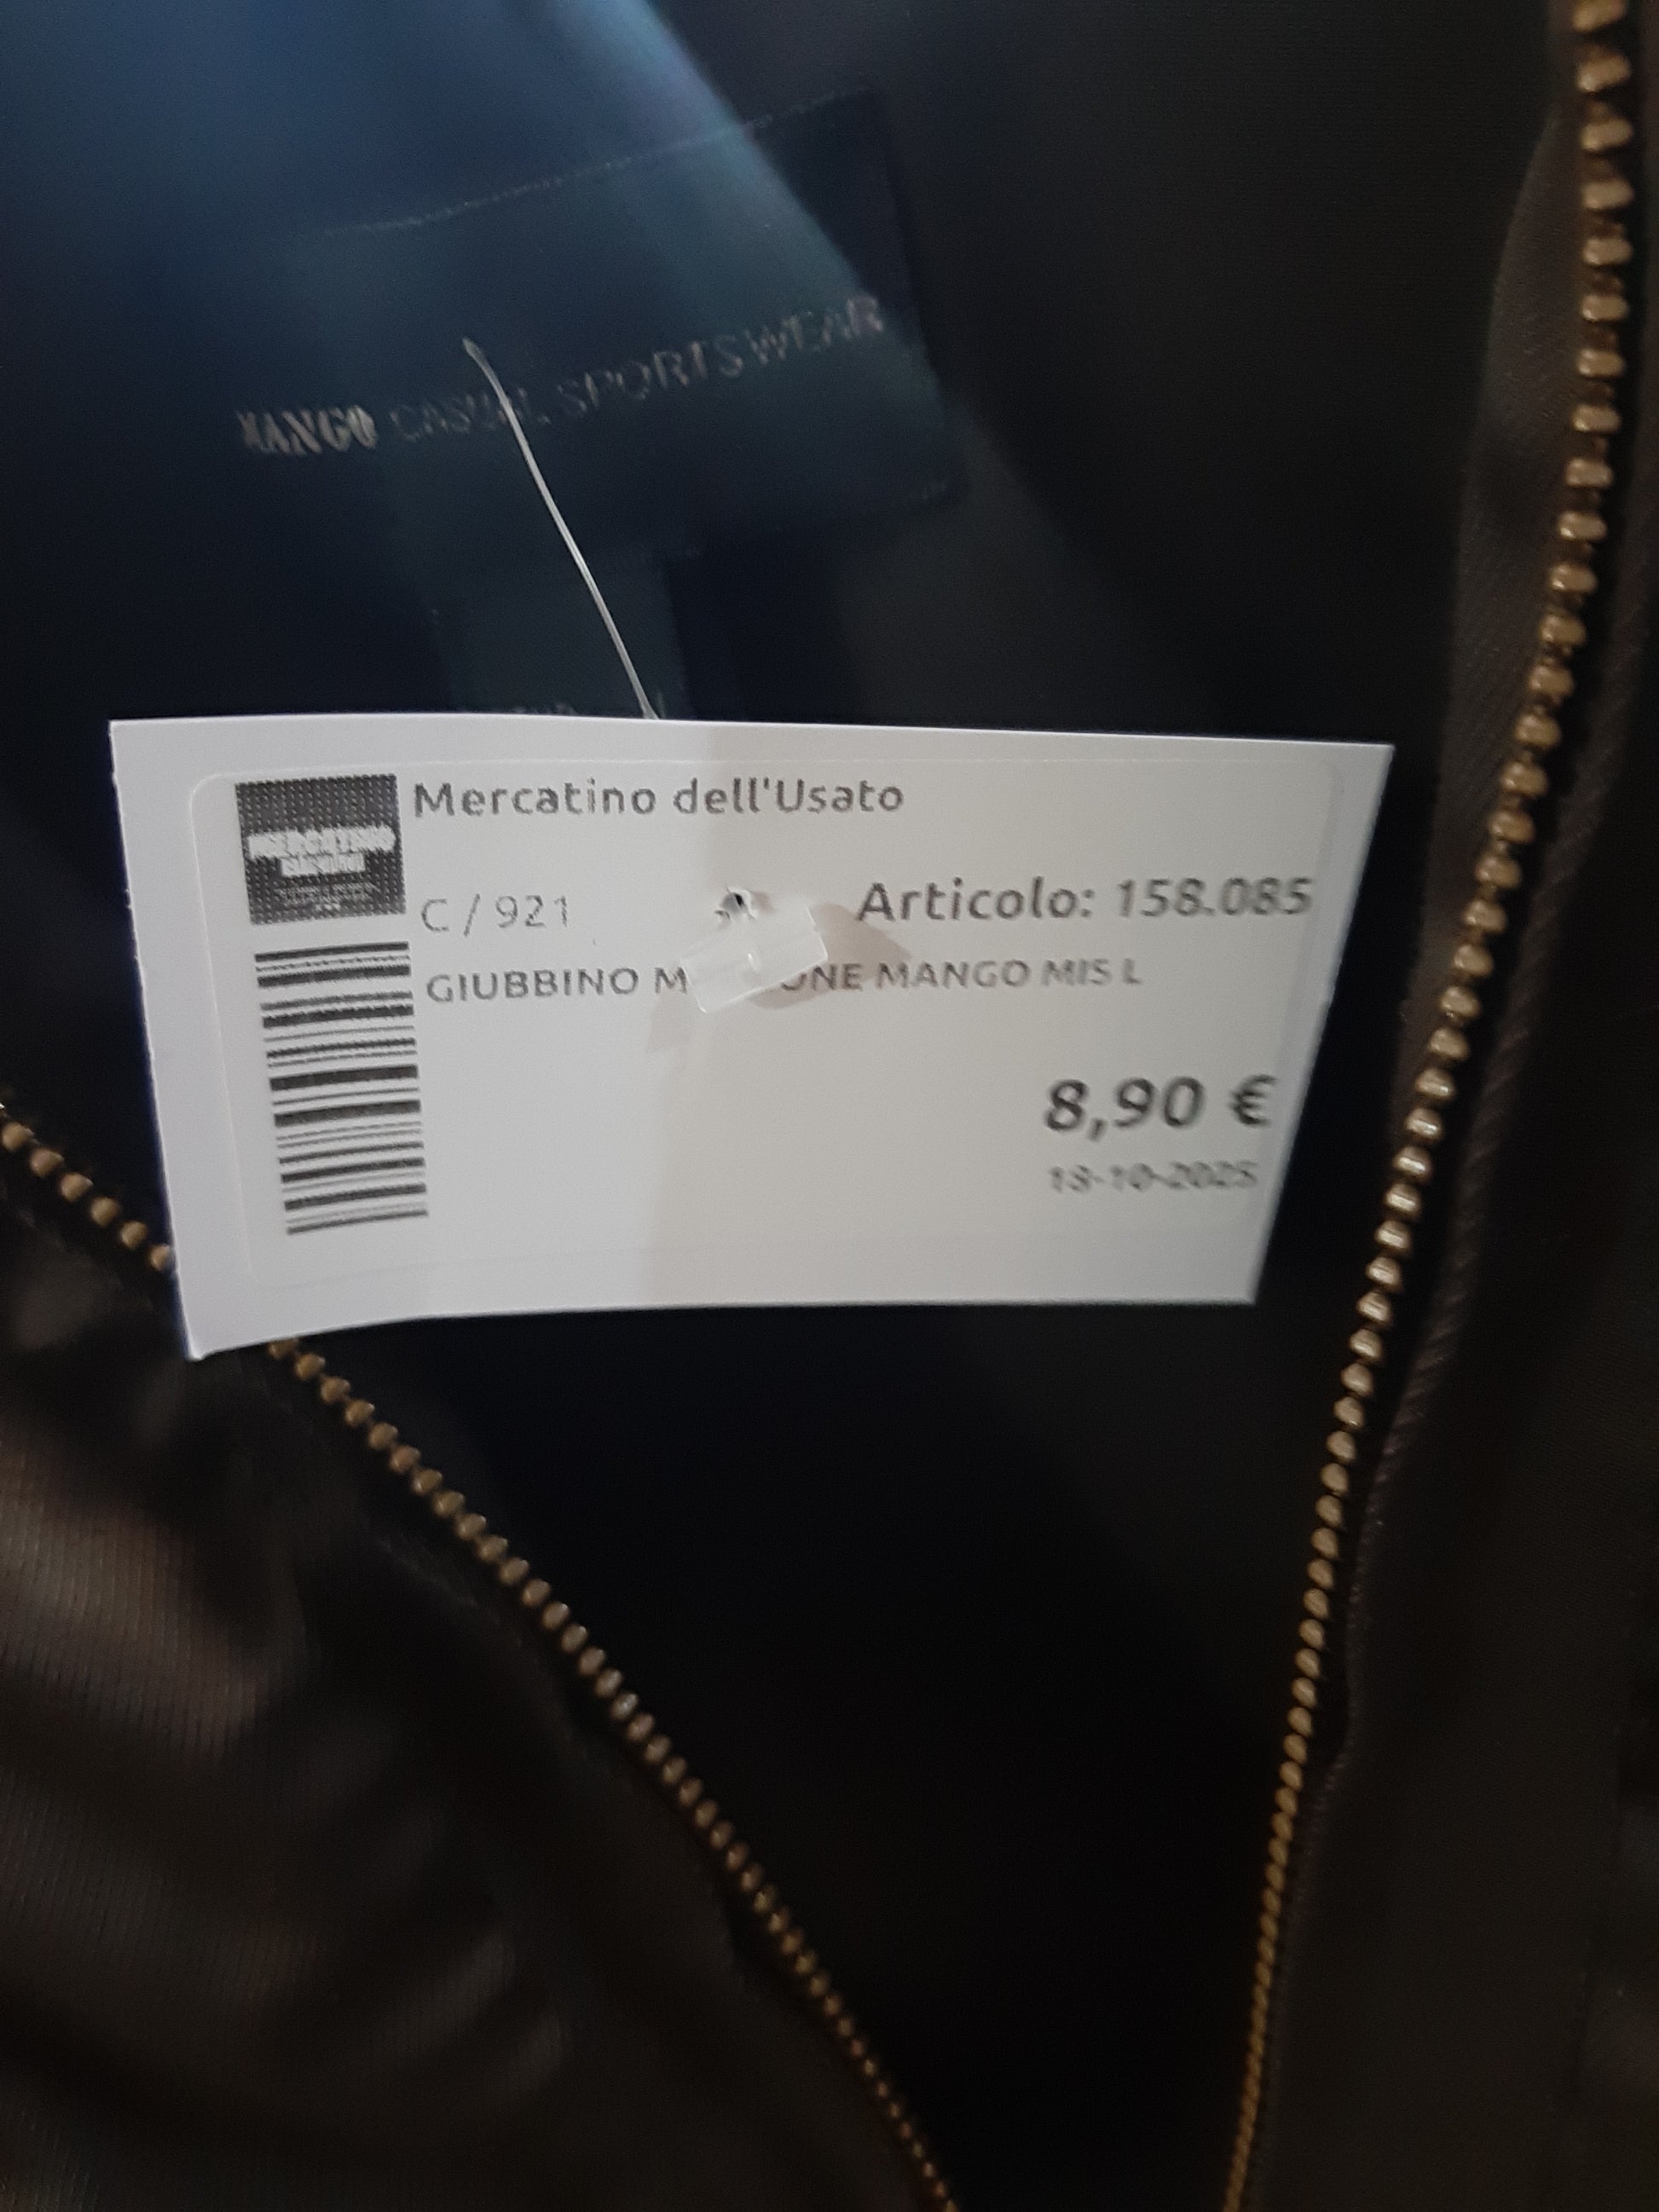 MANGO CASUAL SPORTSWEAR
Mercatino dell'Usato
C / 921
Articolo: 158.085
GIUBBINO MANGO MIS L
8,90 €
18-10-2025